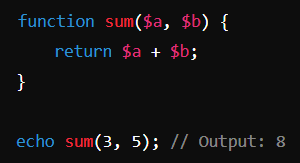 function sum($a, $b) {
    return $a + $b;
}
echo sum(3, 5); // Output: 8